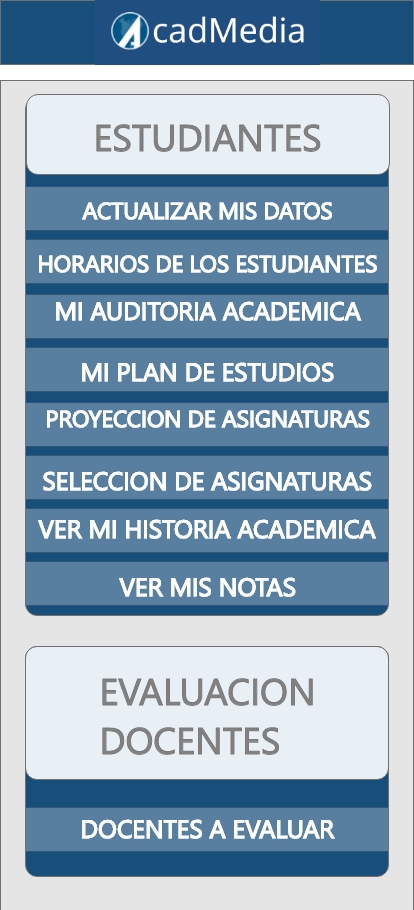 AcadMedia
ESTUDIANTES
ACTUALIZAR MIS DATOS
HORARIOS DE LOS ESTUDIANTES
MI AUDITORIA ACADEMICA
MI PLAN DE ESTUDIOS
PROYECCION DE ASIGNATURAS
SELECCION DE ASIGNATURAS
VER MI HISTORIA ACADEMICA
VER MIS NOTAS
EVALUACION
DOCENTES
DOCENTES A EVALUAR